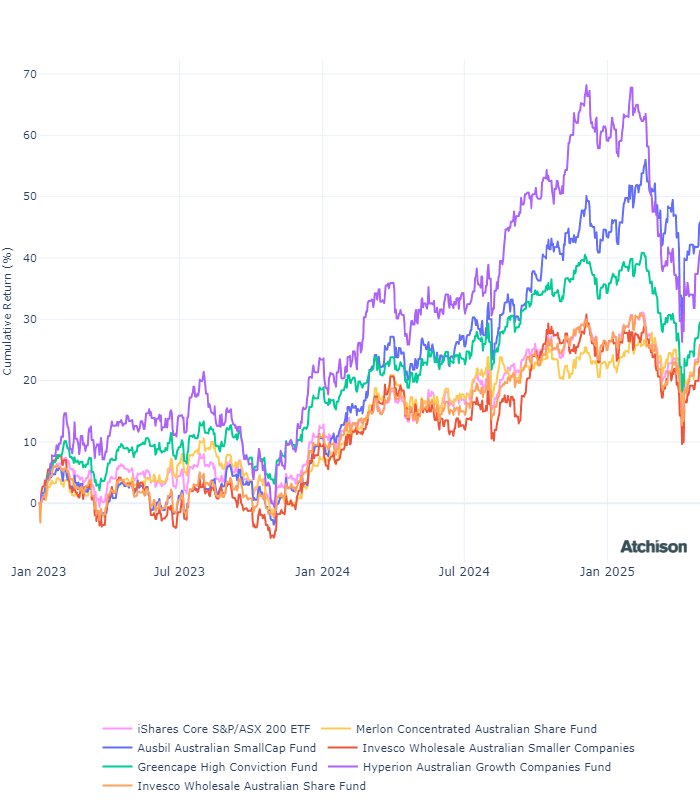 70
60
50
40
30
20
10
0
Cumulative Return (%)
Jan 2023 Jul 2023 Jan 2024 Jul 2024 Jan 2025
Atchison
iShares Core S&P/ASX 200 ETF Merlon Concentrated Australian Share Fund
Ausbil Australian SmallCap Fund Invesco Wholesale Australian Smaller Companies
Greencape High Conviction Fund Hyperion Australian Growth Companies Fund
Invesco Wholesale Australian Share Fund